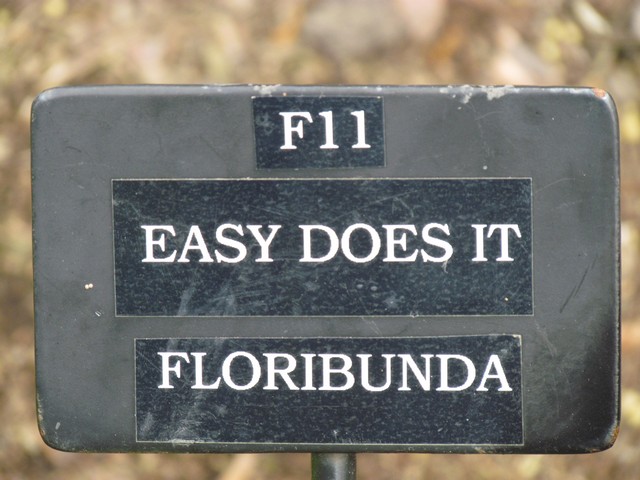 F11
EASY DOES IT
FLORIBUNDA